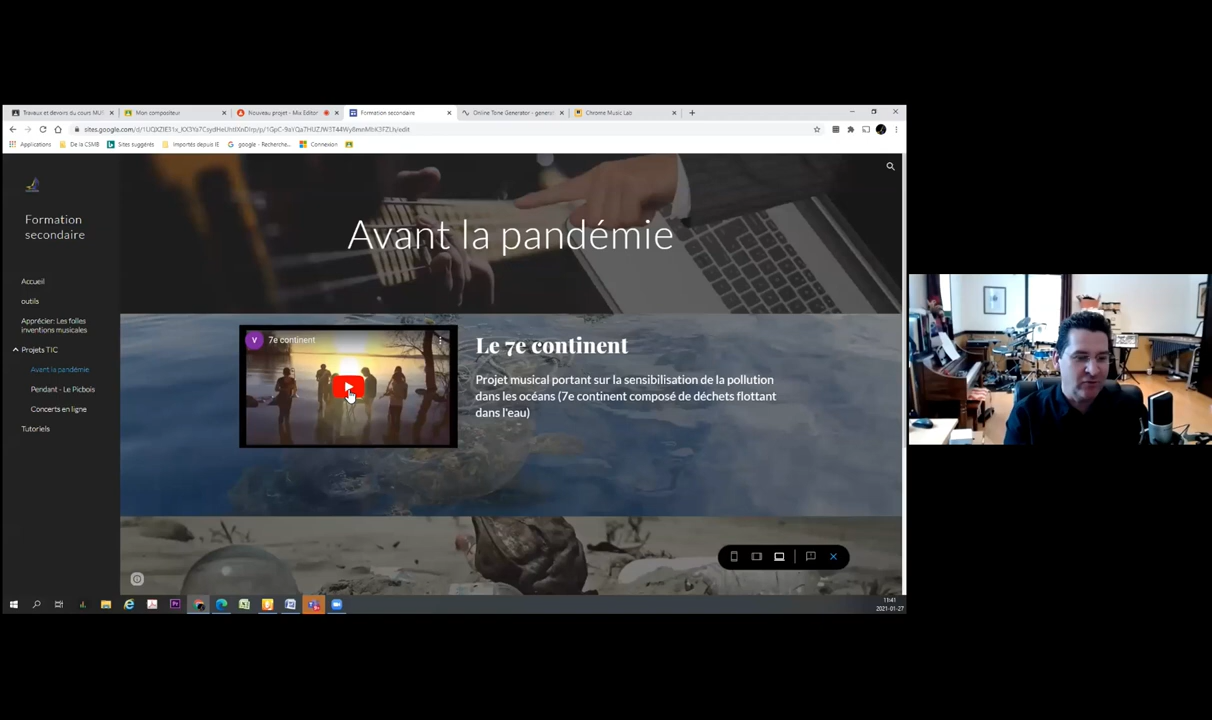 Travaux et devoirs du cours MU
Mon compositeur
Nouveau projet - Mix Editor
Formation secondaire
Online Tone Generator - generat
Chrome Music Lab
Applications
De la CSMB
Sites suggérés
Importés depuis IE
google - Recherche...
Connexion
Formation
secondaire
Accueil
outils
Apprécier: Les folles
inventions musicales
Projets TIC
Avant la pandémie
Pendant - Le Picbois
Concerts en ligne
Tutoriels
Avant la pandémie
V
7e continent
Le 7e continent
Projet musical portant sur la sensibilisation de la pollution
dans les océans (7e continent composé de déchets flottant
dans l'eau)
11:41
2021-01-27